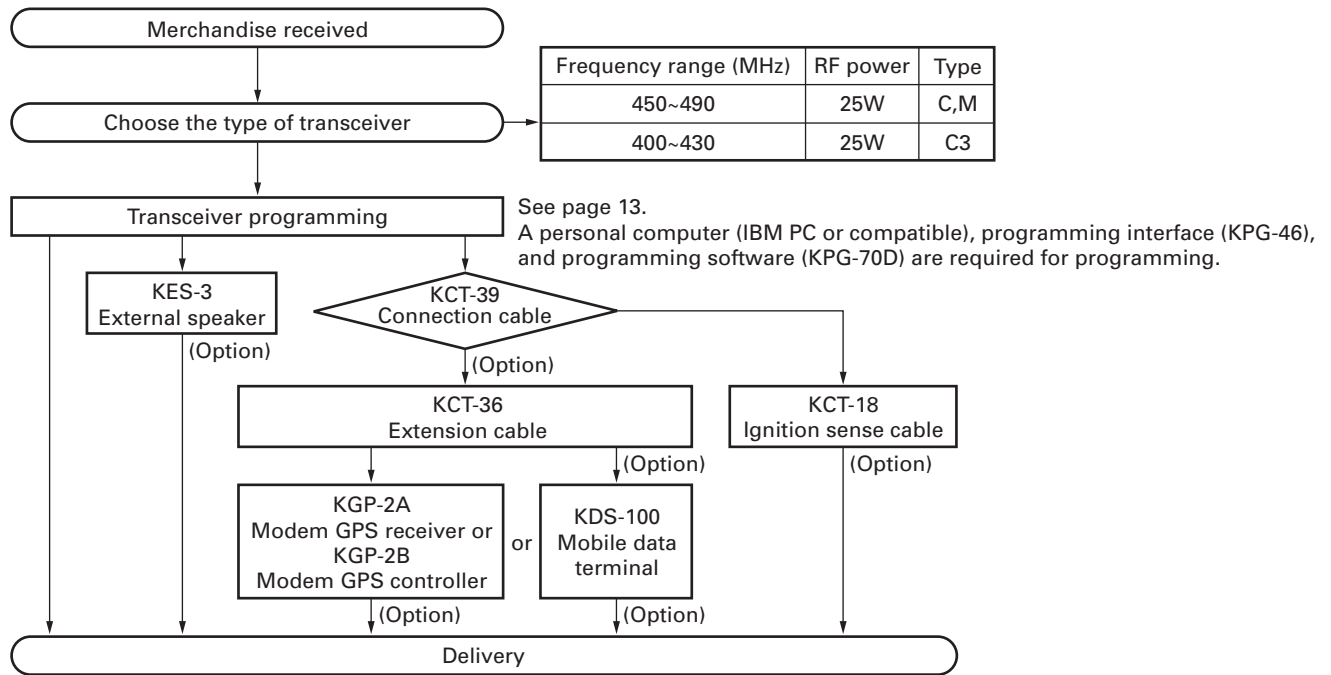 Merchandise received
Choose the type of transceiver
Frequency range (MHz) RF power Type
450~490 25W C,M
400~430 25W C3
Transceiver programming
See page 13.
A personal computer (IBM PC or compatible), programming interface (KPG-46),
and programming software (KPG-70D) are required for programming.
KES-3
External speaker
(Option)
KCT-39
Connection cable
(Option)
KCT-36
Extension cable
(Option)
KCT-18
Ignition sense cable
(Option)
KGP-2A
Modem GPS receiver or
KGP-2B
Modem GPS controller
(Option)
or
KDS-100
Mobile data
terminal
(Option)
Delivery